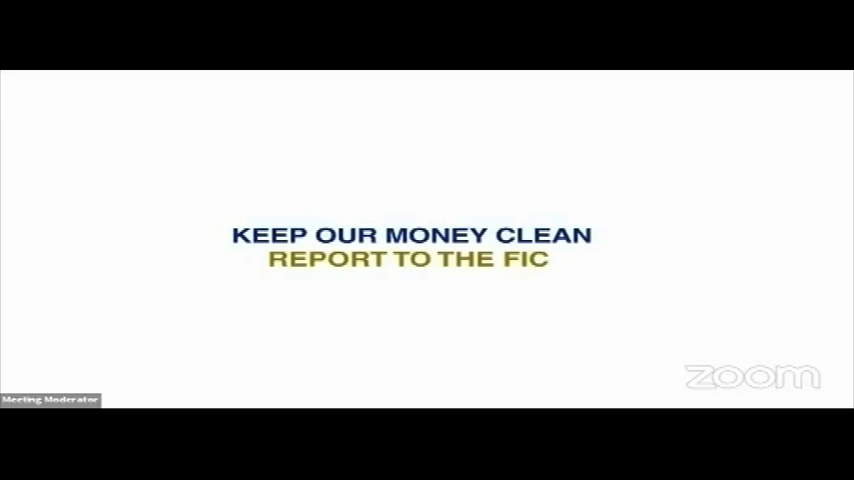 KEEP OUR MONEY CLEAN
REPORT TO THE FIC
zoom
Meeting Moderator